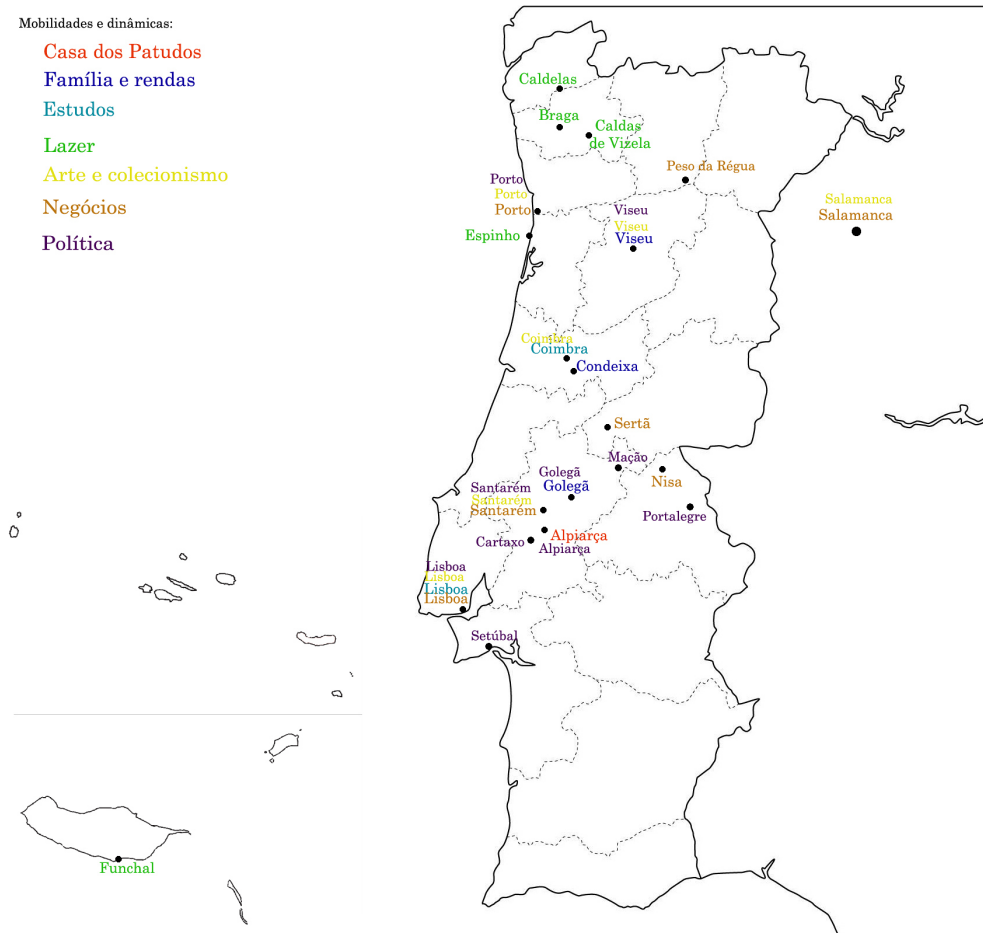 Mobilidades e dinâmicas:
Casa dos Patudos
Família e rendas
Estudos
Lazer
Arte e colecionismo
Negócios
Política
Caldelas
Braga
Caldas
de Vizela
Peso da Régua
Porto
Porto
Porto
Viseu
Viseu
Viseu
Salamanca
Salamanca
Espinho
Coimbra
Coimbra
Condeixa
Sertã
Mação
Golegã
Golegã
Nisa
Santarém
Santarém
Santarém
Portalegre
Alpiarça
Cartaxo
Alpiarça
Lisboa
Lisboa
Lisboa
Lisboa
Setúbal
Funchal